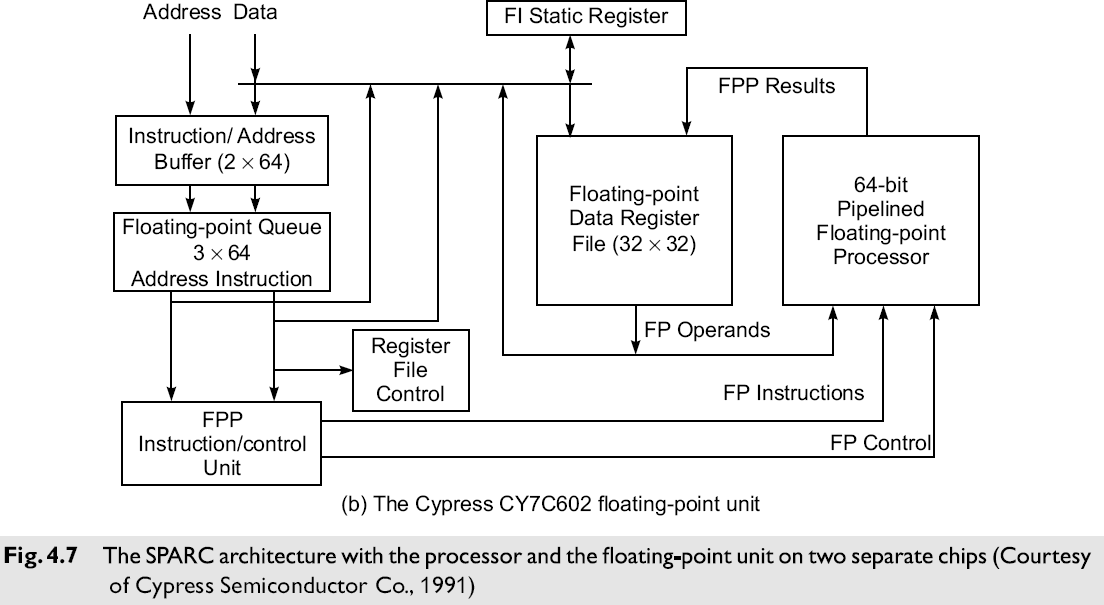 Address Data
FI Static Register
FPP Results
Instruction/ Address
Buffer (2 × 64)
Floating-point Queue
3 × 64
Address Instruction
Floating-point
Data Register
File (32 × 32)
64-bit
Pipelined
Floating-point
Processor
FP Operands
Register
File
Control
FPP
Instruction/control
Unit
FP Instructions
FP Control
(b) The Cypress CY7C602 floating-point unit
Fig. 4.7 The SPARC architecture with the processor and the floating-point unit on two separate chips (Courtesy
of Cypress Semiconductor Co., 1991)